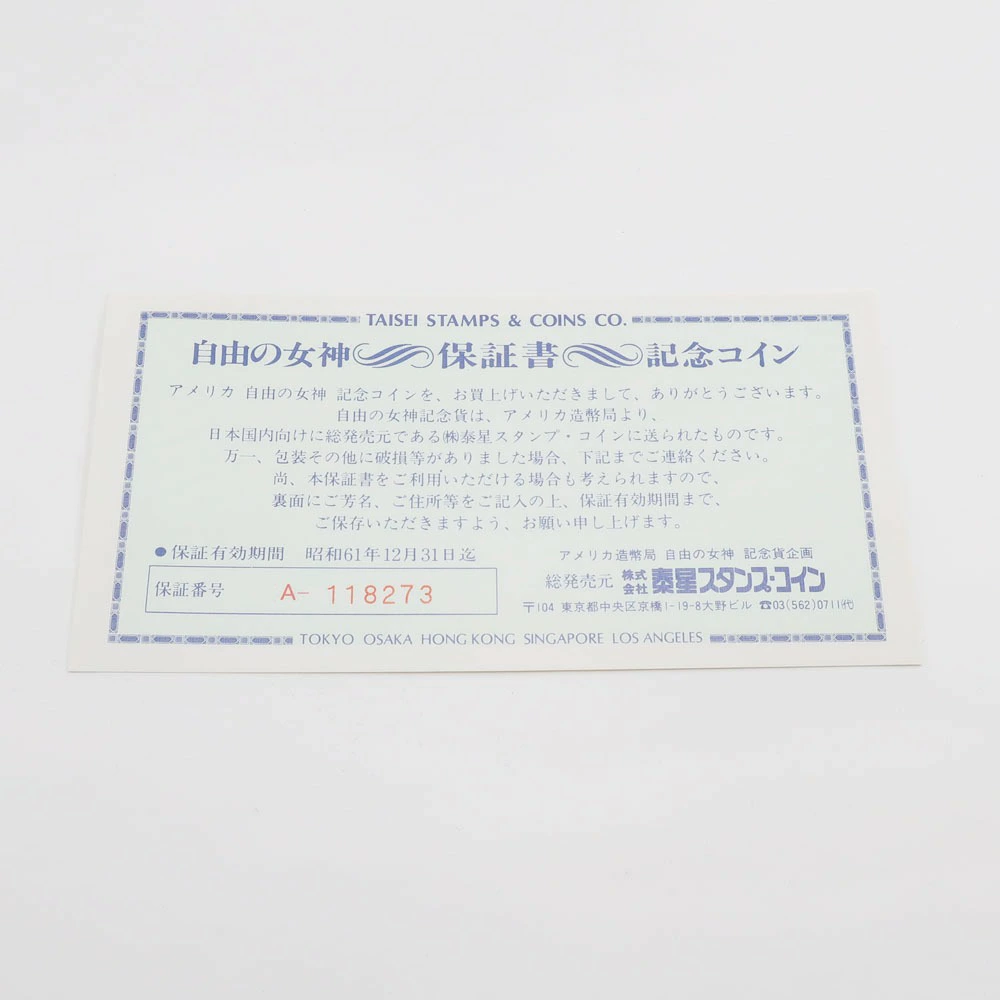 TAISEI STAMPS & COINS CO.
自由の女神 保証書 記念コイン
アメリカ 自由の女神 記念コインを、お買上げいただきまして、ありがとうございます。
自由の女神記念貨は、アメリカ造幣局より、
日本国内向けに総発売元である㈱泰星スタンプ・コインに送られたものです。
万一、包装その他に破損等がありました場合、下記までご連絡ください。
尚、本保証書をご利用いただける場合も考えられますので、
裏面にご芳名、ご住所等をご記入の上、保証有効期間まで、
ご保存いただきますよう、お願い申し上げます。
●保証有効期間 昭和61年12月31日迄
保証番号 A- 118273
アメリカ造幣局 自由の女神 記念貨企画
総発売元 株式会社 泰星スタンプ・コイン
〒104 東京都中央区京橋1-19-8大野ビル ☎03(562)0711㈹
TOKYO OSAKA HONG KONG SINGAPORE LOS ANGELES